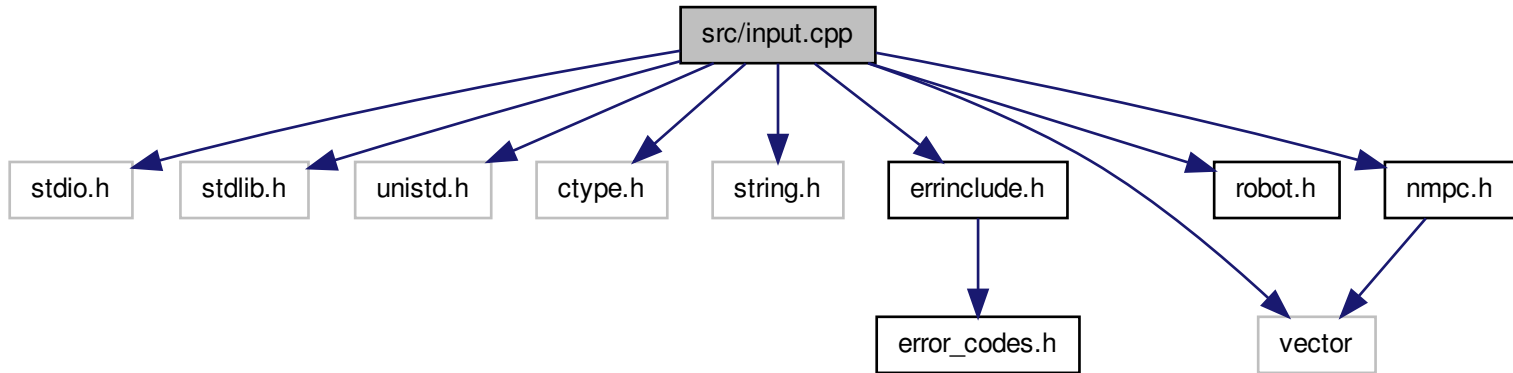 src/input.cpp
stdio.h
stdlib.h
unistd.h
ctype.h
string.h
errinclude.h
robot.h
nmpc.h
error_codes.h
vector